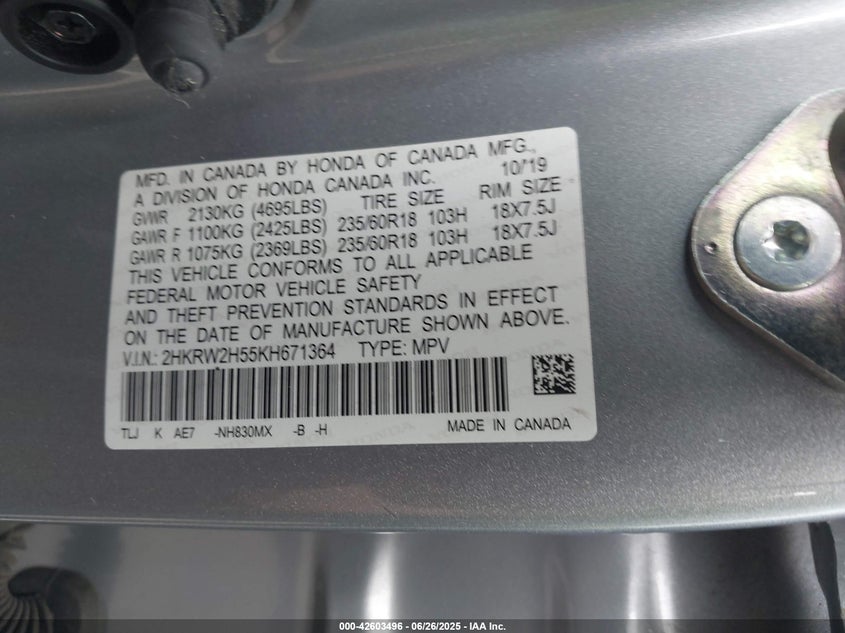 MFD. IN CANADA BY HONDA OF CANADA MFG.,
A DIVISION OF HONDA CANADA INC. 10/'19
GVWR 2130KG (4695LBS) TIRE SIZE RIM SIZE
GAWR F 1100KG (2425LBS) 235/60R18 103H 18X7.5J
GAWR R 1075KG (2369LBS) 235/60R18 103H 18X7.5J
THIS VEHICLE CONFORMS TO ALL APPLICABLE
FEDERAL MOTOR VEHICLE SAFETY
AND THEFT PREVENTION STANDARDS IN EFFECT
ON THE DATE OF MANUFACTURE SHOWN ABOVE.
V.I.N.: 2HKRW2H55KH671364 TYPE: MPV
TLJ K AE7 -NH830MX -B -H MADE IN CANADA
000-42603496 - 06/26/2025 - IAA Inc.